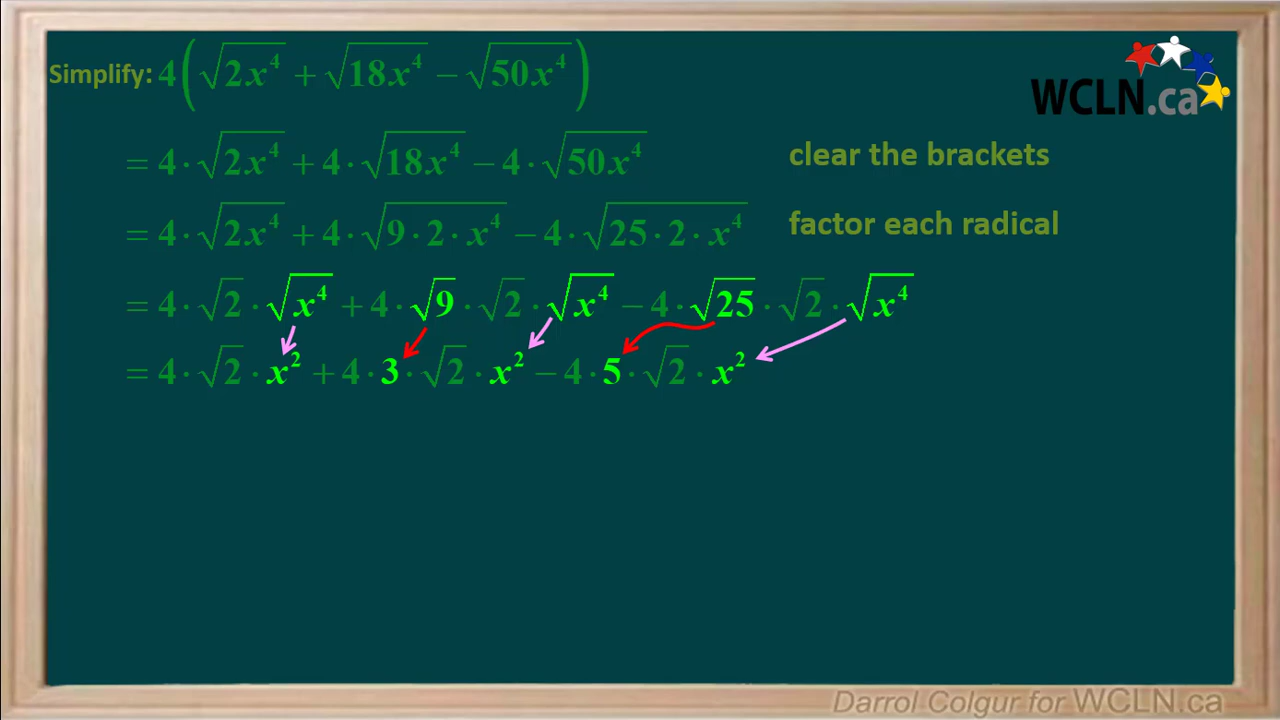 Simplify: 4(√(2x⁴) + √(18x⁴) − √(50x⁴))
WCLN.ca
= 4 · √(2x⁴) + 4 · √(18x⁴) − 4 · √(50x⁴) clear the brackets
= 4 · √(2x⁴) + 4 · √(9 · 2 · x⁴) − 4 · √(25 · 2 · x⁴) factor each radical
= 4 · √2 · √(x⁴) + 4 · √9 · √2 · √(x⁴) − 4 · √25 · √2 · √(x⁴)
= 4 · √2 · x² + 4 · 3 · √2 · x² − 4 · 5 · √2 · x²
Darrol Colgur for WCLN.ca